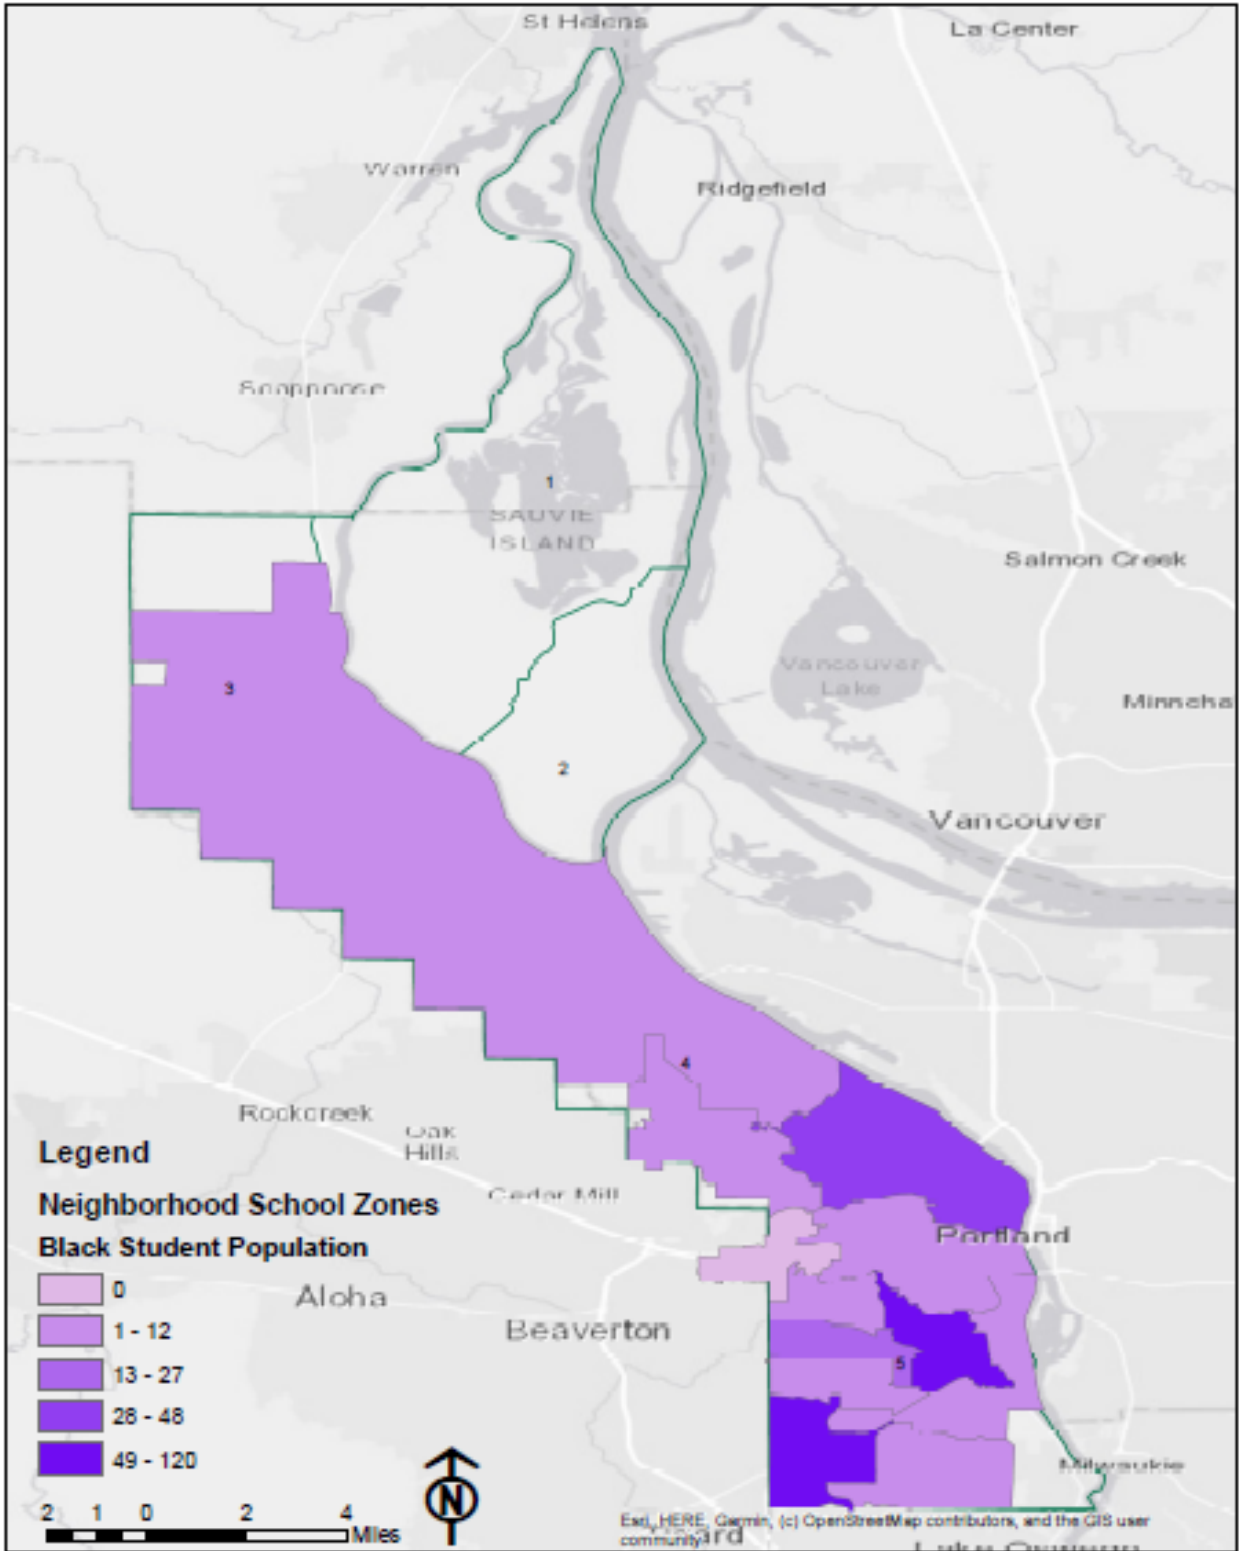 St Helens
La Center
Warren
Ridgefield
Scappoose
1
SAUVIE
ISLAND
Salmon Creek
Vancouver
Lake
3
Minneha
2
Vancouver
4
Rockcreek
Oak
Hills
Cedar Mill
Portland
Aloha
Beaverton
5
Milwaukie
Legend
Neighborhood School Zones
Black Student Population
0
1 - 12
13 - 27
28 - 48
49 - 120
2 1 0 2 4
Miles
N
Esri, HERE, Garmin, (c) OpenStreetMap contributors, and the GIS user
community
ard